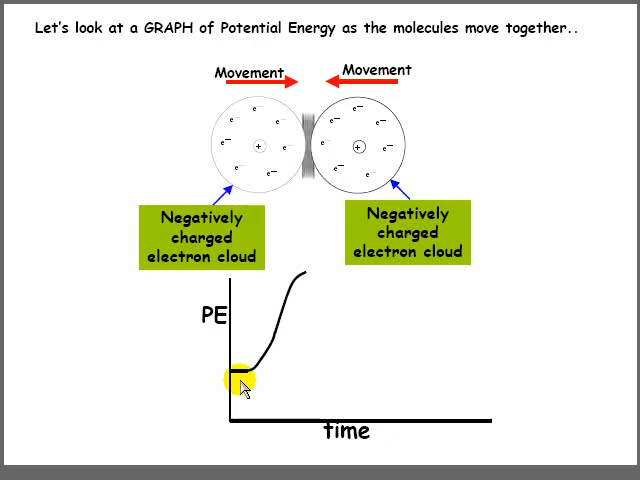 Let's look at a GRAPH of Potential Energy as the molecules move together..
Movement
Movement
e—
e—
e—
e—
e—
e—
e—
+
e—
e—
e—
e—
e—
e—
e—
+
Negatively
charged
electron cloud
Negatively
charged
electron cloud
PE
time